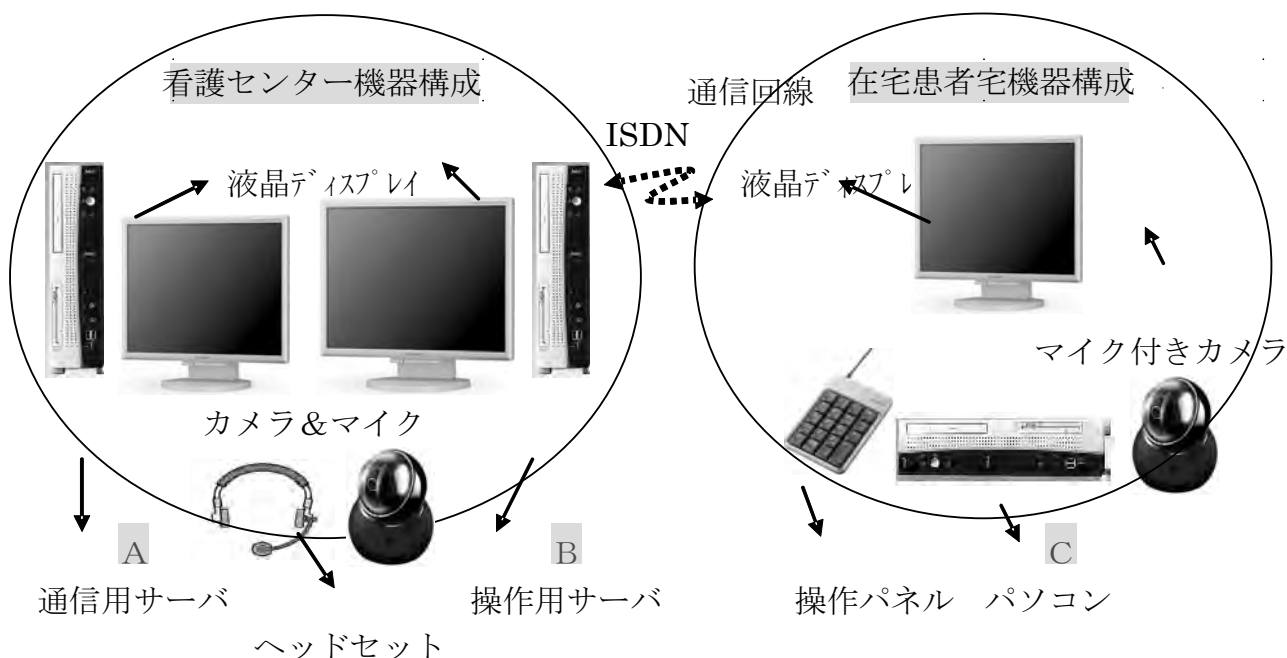 看護センター機器構成
通信回線
在宅患者宅機器構成
ISDN
液晶ディスプレイ
液晶ディスプレ
マイク付きカメラ
カメラ&マイク
A
B
C
通信用サーバ
操作用サーバ
操作パネル
パソコン
ヘッドセット